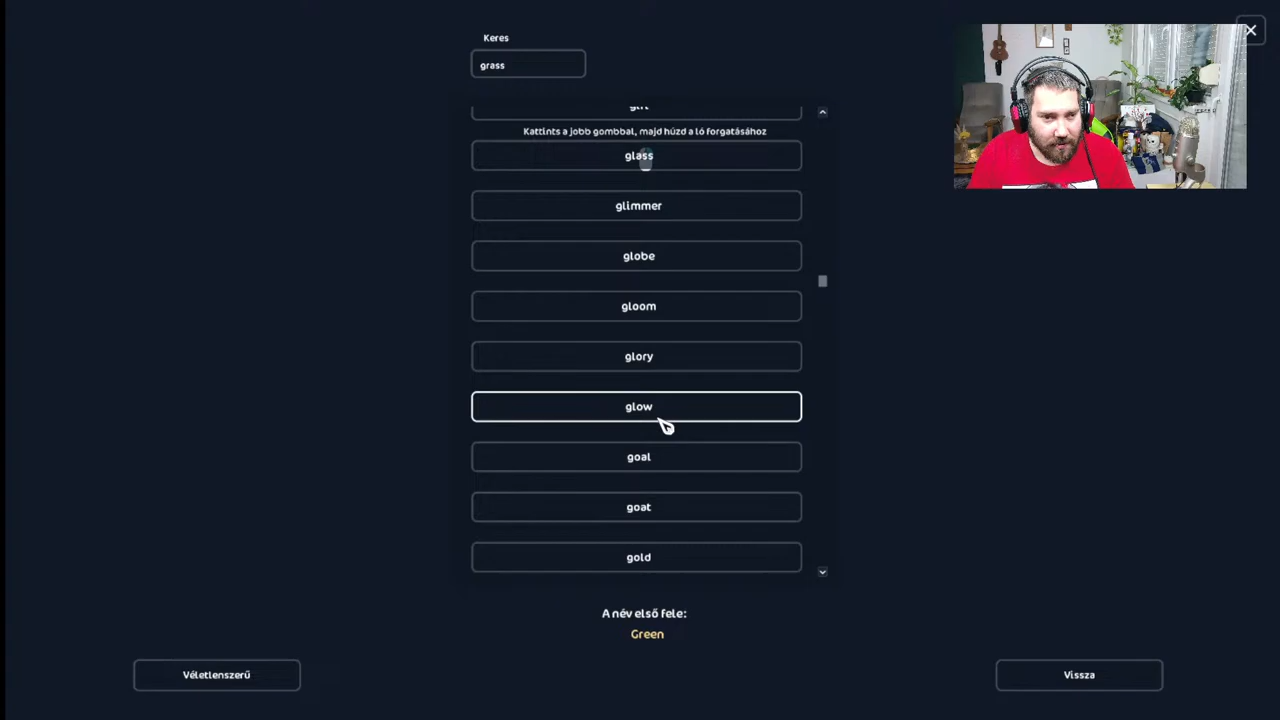 Keres
grass
Kattints a jobb gombbal, majd húzd a ló forgatásához
glass
glimmer
globe
gloom
glory
glow
goal
goat
gold
A név első fele:
Green
Véletlenszerű
Vissza